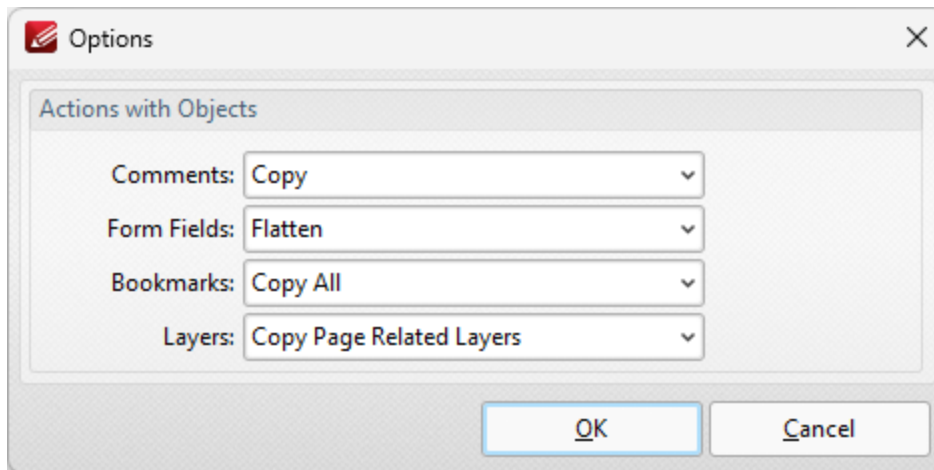 Options
Actions with Objects
Comments: Copy
Form Fields: Flatten
Bookmarks: Copy All
Layers: Copy Page Related Layers
OK Cancel